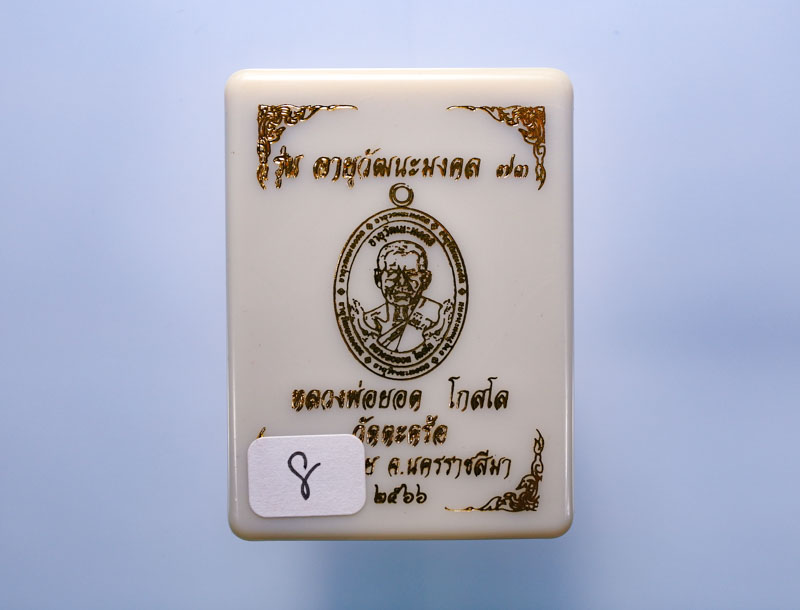 รุ่น อายุวัฒนะมงคล ๗๓
อายุวัฒนะมงคล
หลวงพ่อยอด โกสโล
วัดตะคร้อ
จ.นครราชสีมา
๒๕๖๖
8